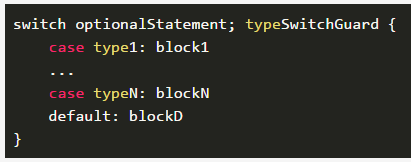 switch optionalStatement; typeSwitchGuard {
    case type1: block1
    ...
    case typeN: blockN
    default: blockD
}